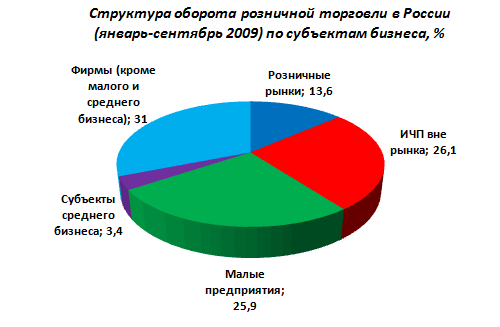 Структура оборота розничной торговли в России
(январь-сентябрь 2009) по субъектам бизнеса, %
Фирмы (кроме
малого и
среднего
бизнеса); 31
Розничные
рынки; 13,6
ИЧП вне
рынка; 26,1
Субъекты
среднего
бизнеса; 3,4
Малые
предприятия;
25,9